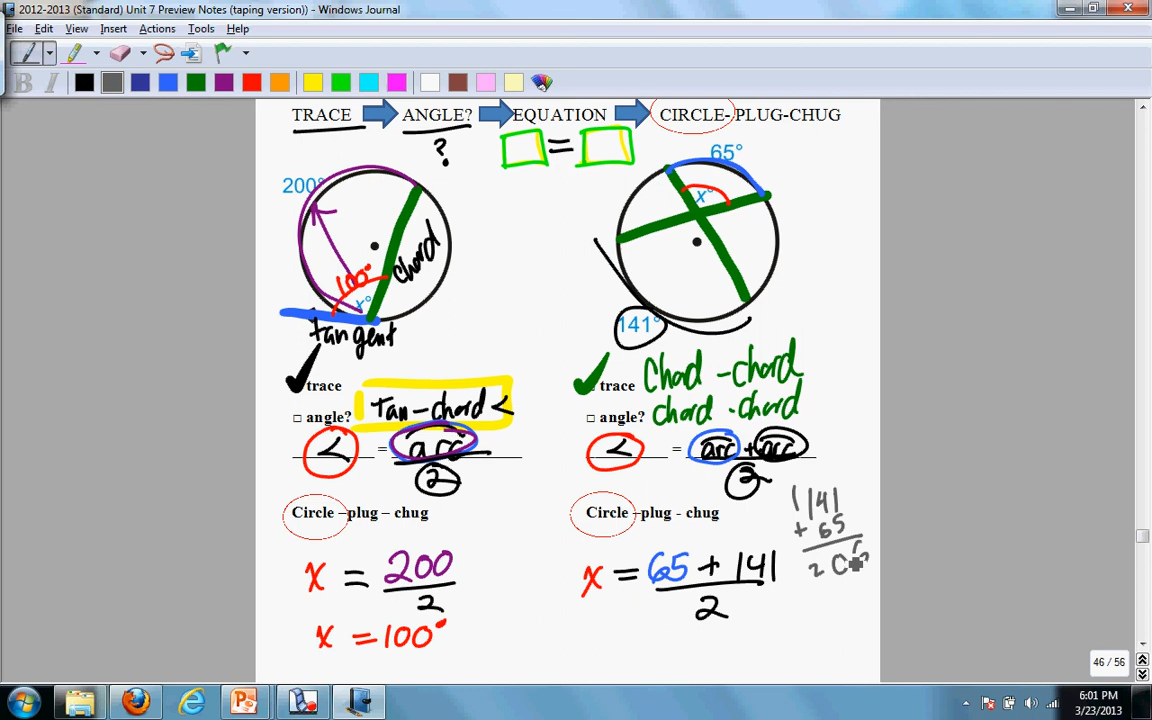 2012-2013 (Standard) Unit 7 Preview Notes (taping version)) - Windows Journal
File Edit View Insert Actions Tools Help
B I
TRACE ANGLE? EQUATION CIRCLE- PLUG-CHUG
? =
200° 65°
x°
chord
100°
x°
tangent 141°
trace Chad -chord
tan-chord <
□ angle? chord -chord
□ angle?
< = arc
2
< = arc + arc
2
Circle –plug – chug Circle –plug - chug
141
+ 65
206
x = 200
2
x = 65 + 141
2
x = 100°
46 / 56
6:01 PM
3/23/2013